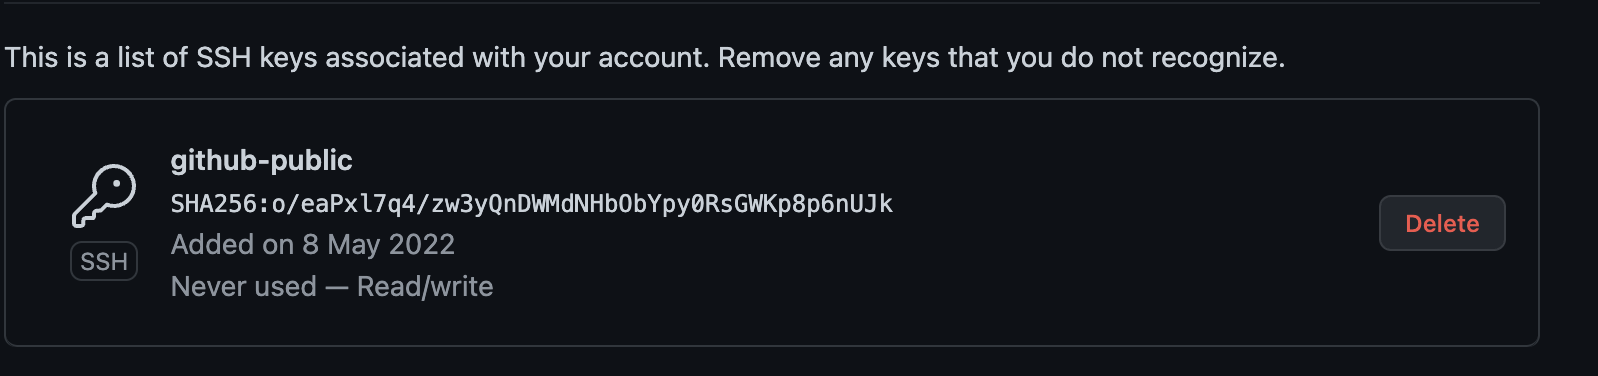 This is a list of SSH keys associated with your account. Remove any keys that you do not recognize.
github-public
SHA256:o/eaPxl7q4/zw3yQnDWMdNHbObYpy0RsGWKp8p6nUJk
Added on 8 May 2022
Never used — Read/write
SSH
Delete